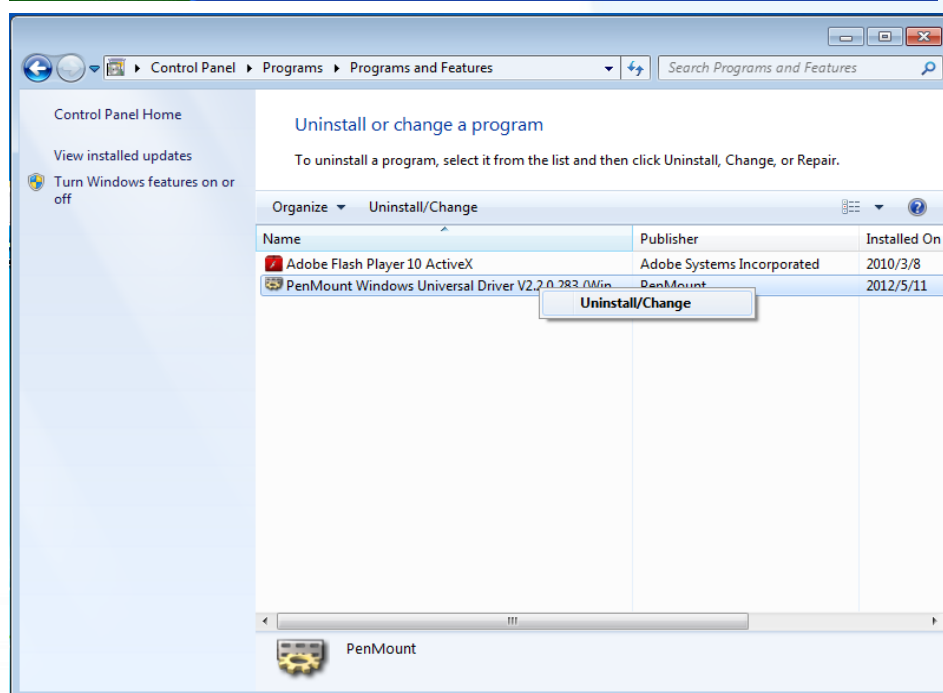 Control Panel Programs Programs and Features Search Programs and Features
Control Panel Home
View installed updates
Turn Windows features on or
off
Uninstall or change a program
To uninstall a program, select it from the list and then click Uninstall, Change, or Repair.
Organize Uninstall/Change
Name Publisher Installed On
Adobe Flash Player 10 ActiveX Adobe Systems Incorporated 2010/3/8
PenMount Windows Universal Driver V2.2.0.283 (Win... PenMount 2012/5/11
Uninstall/Change
PenMount